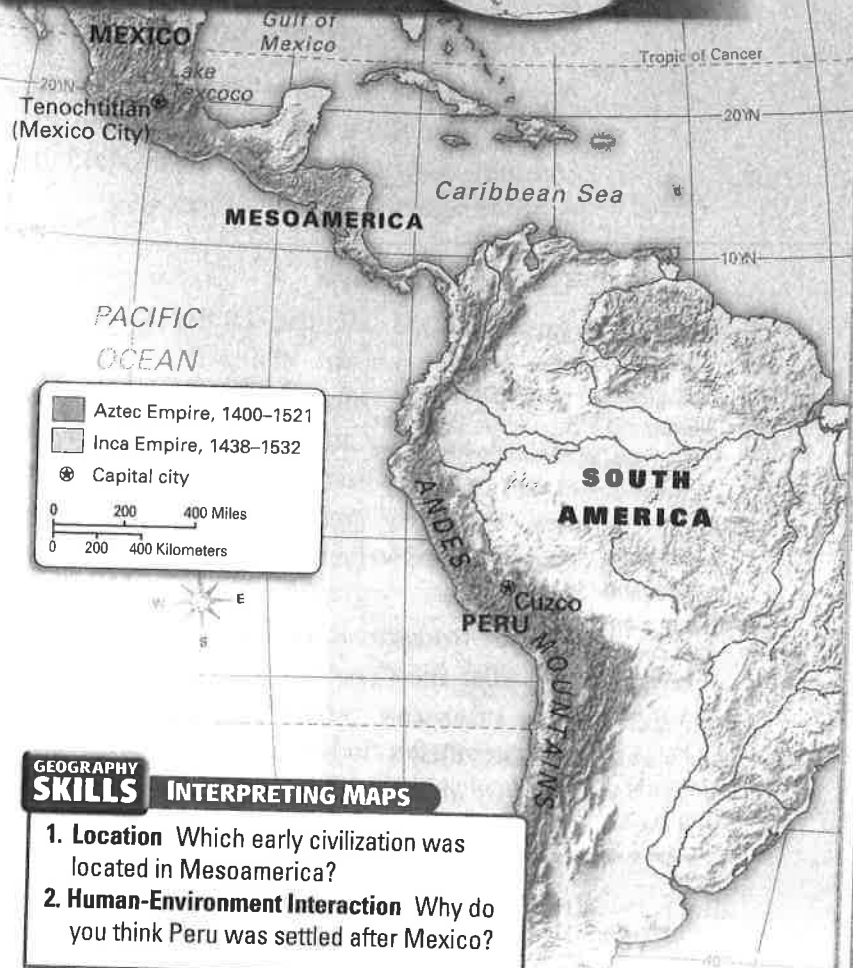 MEXICO
Gulf of
Mexico
Tropic of Cancer
20°N
Lake
Texcoco
Tenochtitlán
(Mexico City)
20°N
Caribbean Sea
MESOAMERICA
10°N
PACIFIC
OCEAN
Aztec Empire, 1400–1521
Inca Empire, 1438–1532
Capital city
0 200 400 Miles
0 200 400 Kilometers
SOUTH
AMERICA
ANDES
MOUNTAINS
Cuzco
PERU
W E
S
GEOGRAPHY
SKILLS INTERPRETING MAPS
1. Location Which early civilization was
located in Mesoamerica?
2. Human-Environment Interaction Why do
you think Peru was settled after Mexico?